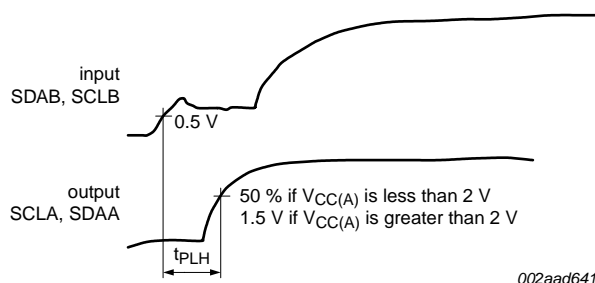 input
SDAB, SCLB
0.5 V
output
SCLA, SDAA
50 % if VCC(A) is less than 2 V
1.5 V if VCC(A) is greater than 2 V
tPLH
002aad641